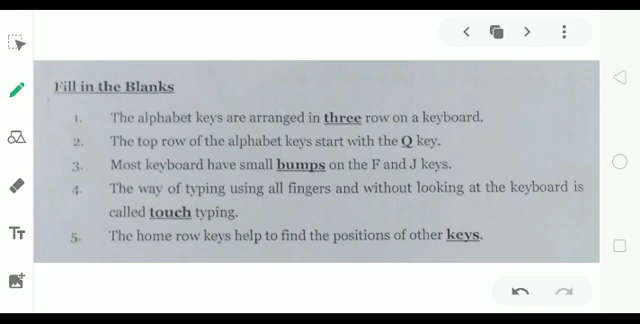 Fill in the Blanks
1. The alphabet keys are arranged in three row on a keyboard.
2. The top row of the alphabet keys start with the Q key.
3. Most keyboard have small bumps on the F and J keys.
4. The way of typing using all fingers and without looking at the keyboard is
called touch typing.
5. The home row keys help to find the positions of other keys.
Tт